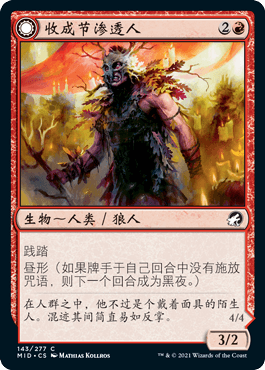 收成节渗透人 2
生物～人类 / 狼人
践踏
昼形（如果牌手于自己回合中没有施放
咒语，则下一个回合成为黑夜。）
在人群之中，他不过是个戴着面具的陌生
人。混迹其间简直易如反掌。
4/4
3/2
143/277 C
MID • CS MATHIAS KOLLROS
™ & © 2021 Wizards of the Coast